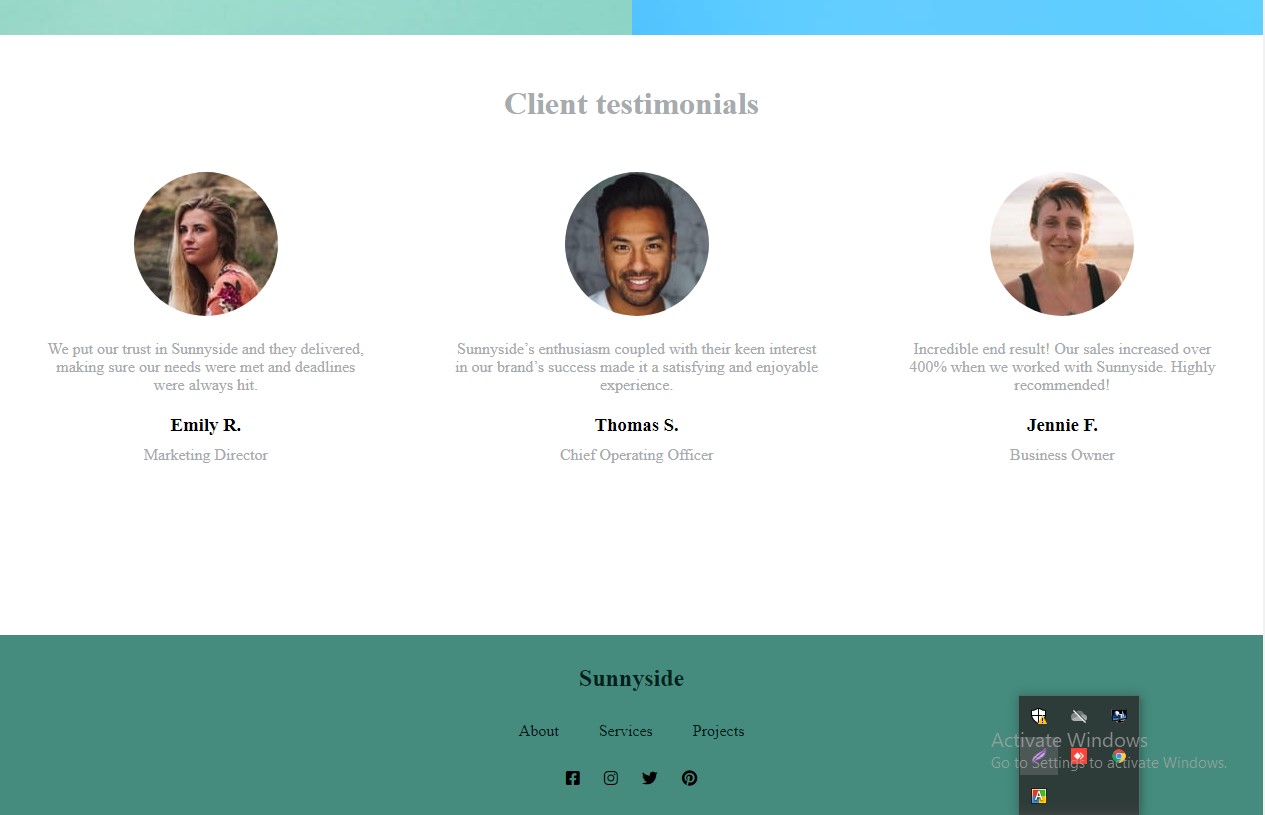 Client testimonials
We put our trust in Sunnyside and they delivered,
making sure our needs were met and deadlines
were always hit.
Emily R.
Marketing Director
Sunnyside’s enthusiasm coupled with their keen interest
in our brand’s success made it a satisfying and enjoyable
experience.
Thomas S.
Chief Operating Officer
Incredible end result! Our sales increased over
400% when we worked with Sunnyside. Highly
recommended!
Jennie F.
Business Owner
Sunnyside
About Services Projects
Activate Windows
Go to Settings to activate Windows.